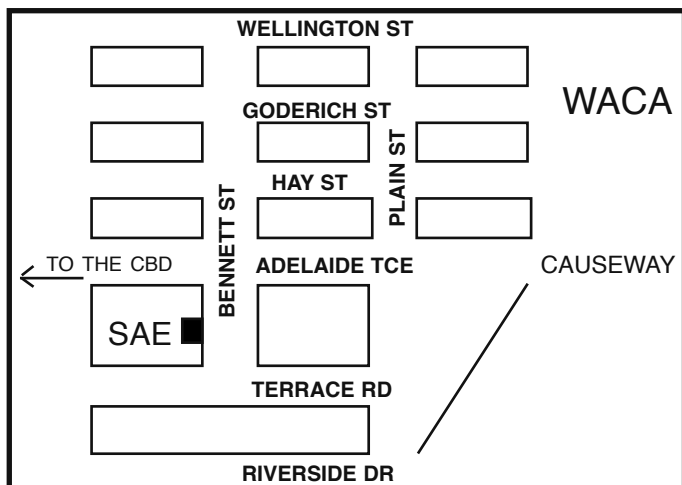 WELLINGTON ST
WACA
GODERICH ST
PLAIN ST
HAY ST
BENNETT ST
TO THE CBD
ADELAIDE TCE
CAUSEWAY
SAE
TERRACE RD
RIVERSIDE DR